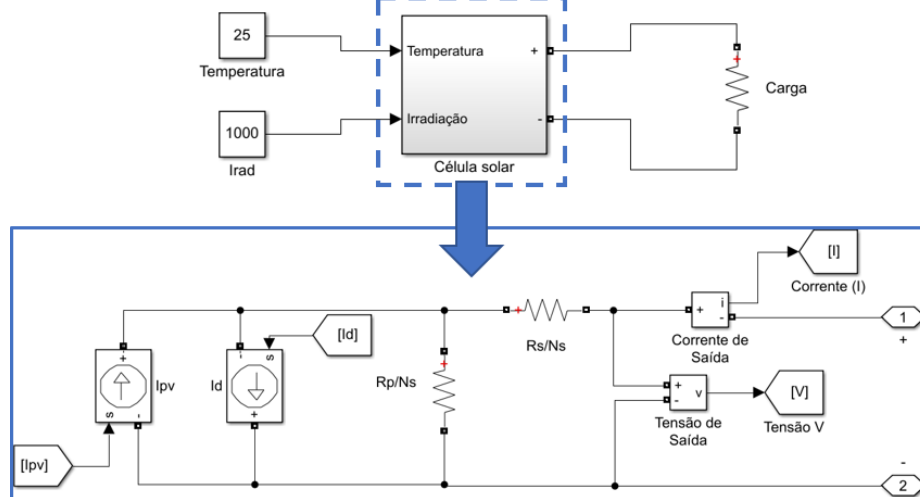 25
Temperatura
1000
Irad
Temperatura
+
Irradiação
-
Célula solar
+
Carga
[Ipv]
+
Ipv
s
-
-
s
Id
+
[Id]
+
Rp/Ns
+
Rs/Ns
+
i
-
Corrente de
Saída
[I]
Corrente (I)
+
-
v
Tensão de
Saída
[V]
Tensão V
1
+
-
2